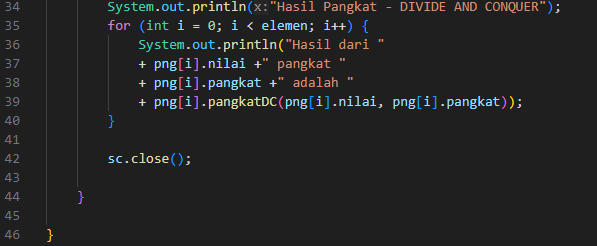 34 System.out.println(x:"Hasil Pangkat - DIVIDE AND CONQUER");
35 for (int i = 0; i < elemen; i++) {
36 System.out.println("Hasil dari "
37 + png[i].nilai +" pangkat "
38 + png[i].pangkat +" adalah "
39 + png[i].pangkatDC(png[i].nilai, png[i].pangkat));
40 }
41
42 sc.close();
43
44 }
45
46 }